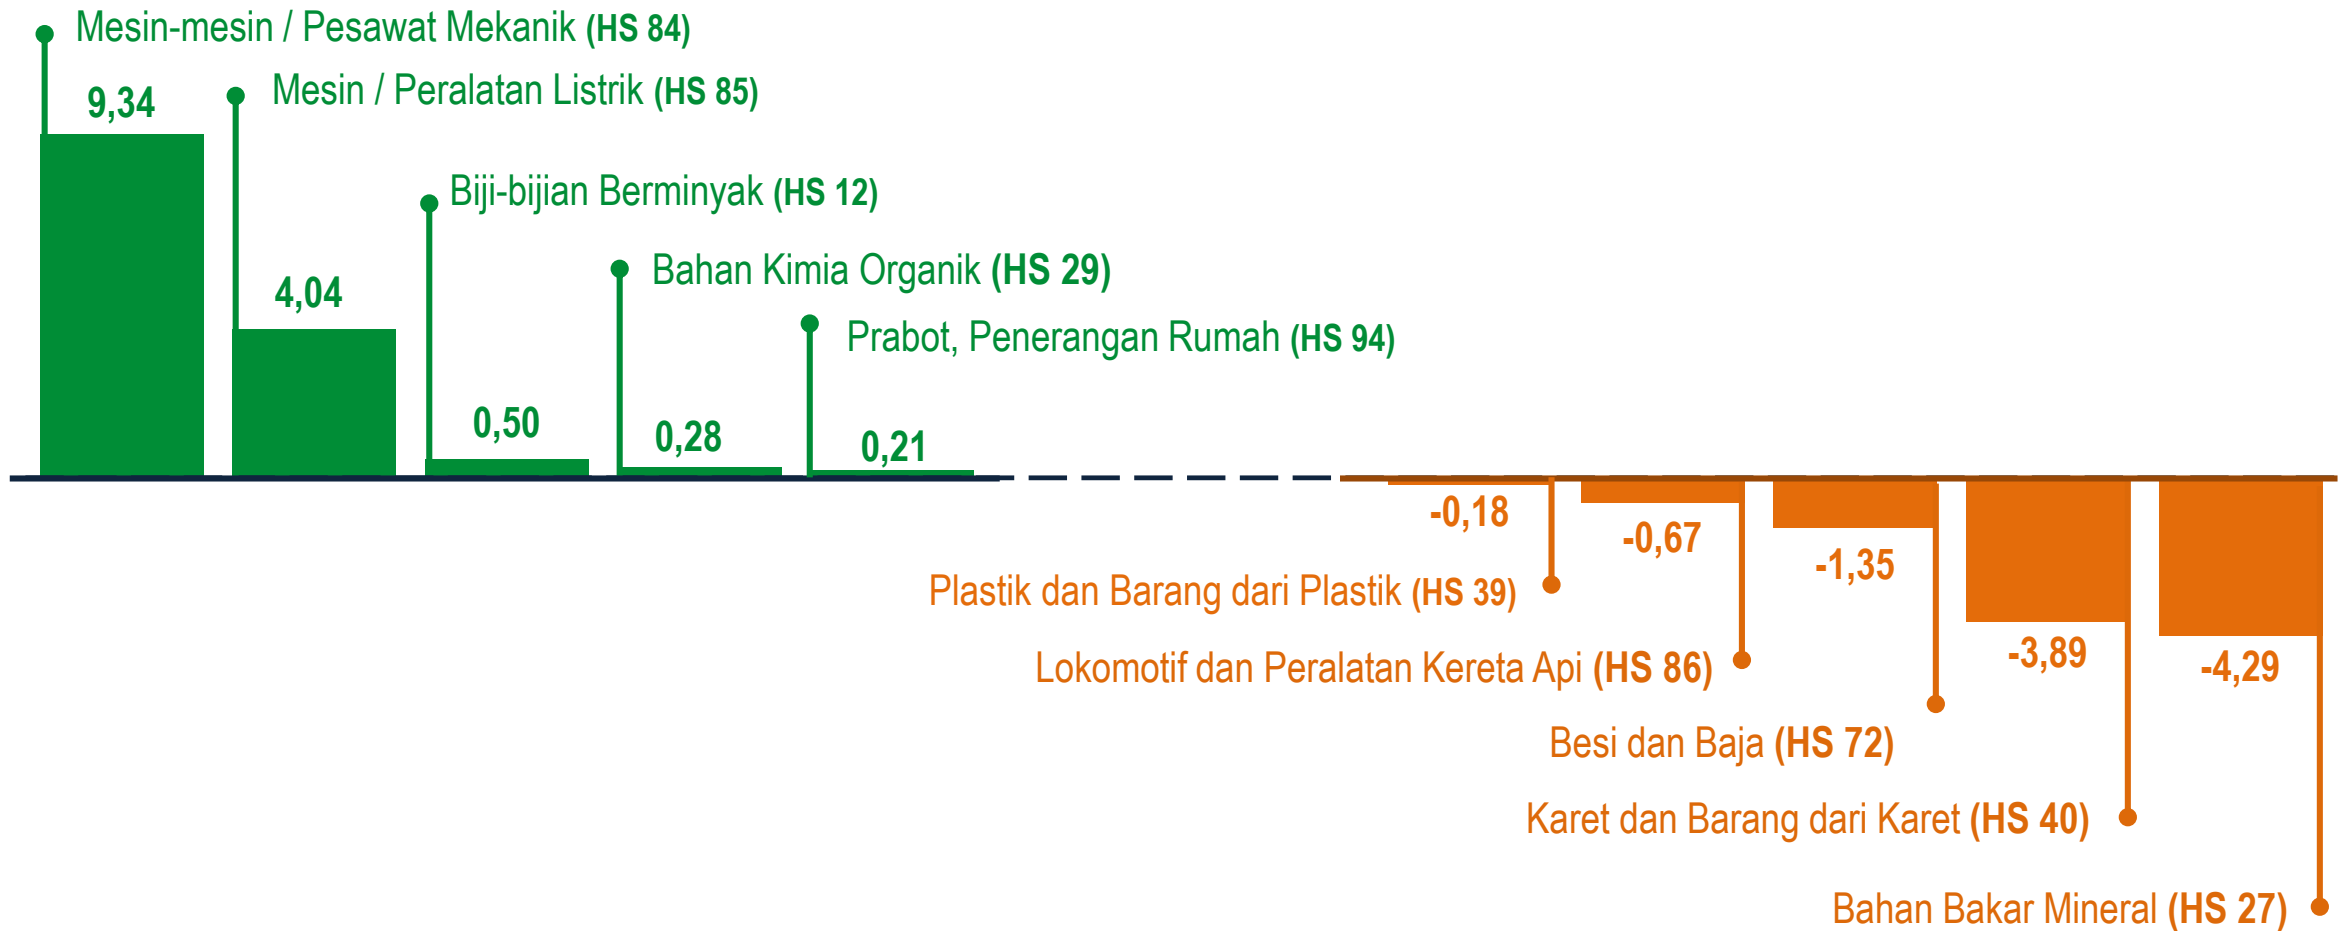 Mesin-mesin / Pesawat Mekanik (HS 84)
9,34
Mesin / Peralatan Listrik (HS 85)
4,04
Biji-bijian Berminyak (HS 12)
0,50
Bahan Kimia Organik (HS 29)
0,28
Prabot, Penerangan Rumah (HS 94)
0,21
-0,18
Plastik dan Barang dari Plastik (HS 39)
-0,67
Lokomotif dan Peralatan Kereta Api (HS 86)
-1,35
Besi dan Baja (HS 72)
-3,89
Karet dan Barang dari Karet (HS 40)
-4,29
Bahan Bakar Mineral (HS 27)